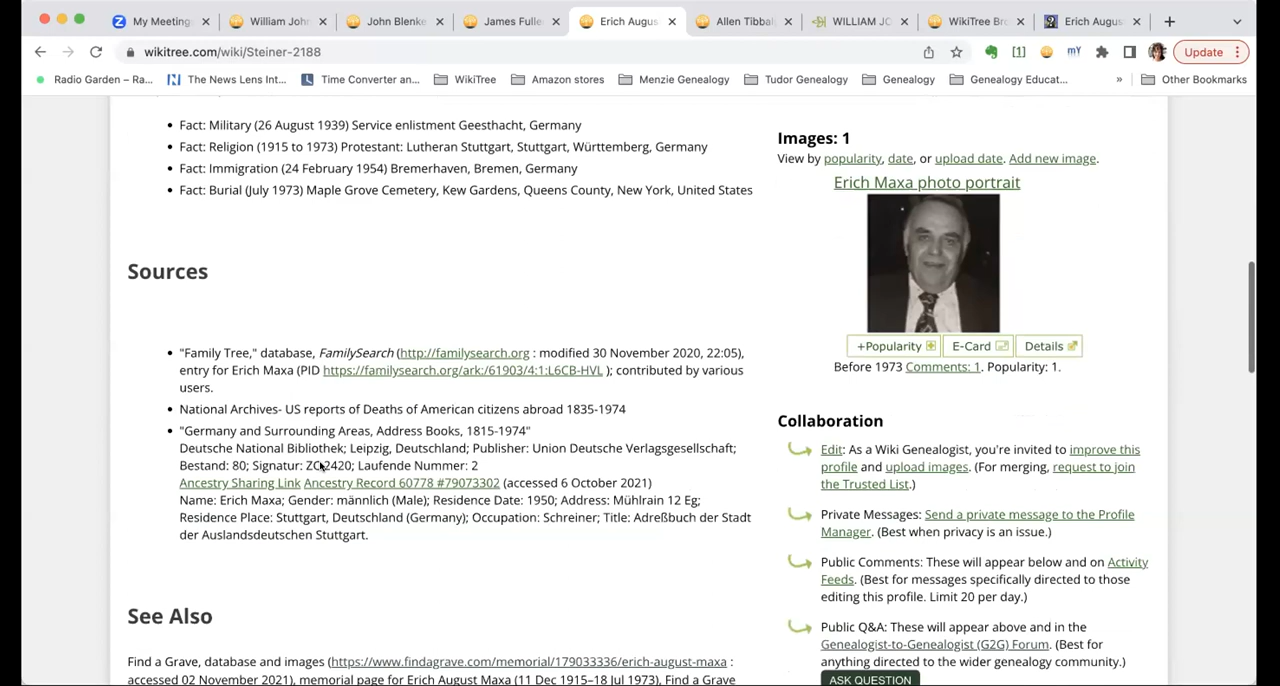 My Meeting
William John
John Blenke
James Fulle
Erich Augus
Allen Tibbal
WILLIAM JO
WikiTree Bro
Erich Augus
wikitree.com/wiki/Steiner-2188
Update
Radio Garden – Ra...
The News Lens Int...
Time Converter an...
WikiTree
Amazon stores
Menzie Genealogy
Tudor Genealogy
Genealogy
Genealogy Educat...
»
Other Bookmarks
• Fact: Military (26 August 1939) Service enlistment Geesthacht, Germany
• Fact: Religion (1915 to 1973) Protestant: Lutheran Stuttgart, Stuttgart, Württemberg, Germany
• Fact: Immigration (24 February 1954) Bremerhaven, Bremen, Germany
• Fact: Burial (July 1973) Maple Grove Cemetery, Kew Gardens, Queens County, New York, United States
Sources
• "Family Tree," database, FamilySearch (http://familysearch.org : modified 30 November 2020, 22:05),
entry for Erich Maxa (PID https://familysearch.org/ark:/61903/4:1:L6CB-HVL ); contributed by various
users.
• National Archives- US reports of Deaths of American citizens abroad 1835-1974
• "Germany and Surrounding Areas, Address Books, 1815-1974"
Deutsche National Bibliothek; Leipzig, Deutschland; Publisher: Union Deutsche Verlagsgesellschaft;
Bestand: 80; Signatur: ZC 2420; Laufende Nummer: 2
Ancestry Sharing Link Ancestry Record 60778 #79073302 (accessed 6 October 2021)
Name: Erich Maxa; Gender: männlich (Male); Residence Date: 1950; Address: Mühlrain 12 Eg;
Residence Place: Stuttgart, Deutschland (Germany); Occupation: Schreiner; Title: Adreßbuch der Stadt
der Auslandsdeutschen Stuttgart.
See Also
Find a Grave, database and images (https://www.findagrave.com/memorial/179033336/erich-august-maxa :
accessed 02 November 2021), memorial page for Erich August Maxa (11 Dec 1915–18 Jul 1973), Find a Grave
Images: 1
View by popularity, date, or upload date. Add new image.
Erich Maxa photo portrait
+Popularity
E-Card
Details
Before 1973 Comments: 1. Popularity: 1.
Collaboration
Edit: As a Wiki Genealogist, you're invited to improve this
profile and upload images. (For merging, request to join
the Trusted List.)
Private Messages: Send a private message to the Profile
Manager. (Best when privacy is an issue.)
Public Comments: These will appear below and on Activity
Feeds. (Best for messages specifically directed to those
editing this profile. Limit 20 per day.)
Public Q&A: These will appear above and in the
Genealogist-to-Genealogist (G2G) Forum. (Best for
anything directed to the wider genealogy community.)
ASK QUESTION